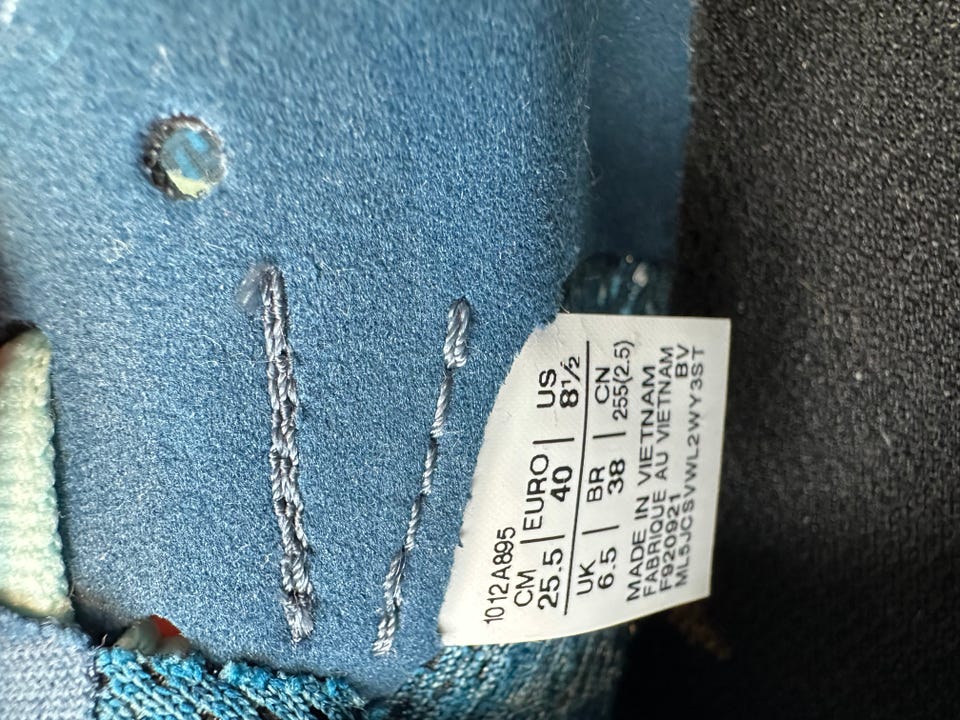 1012A895
CM | EURO | US
25.5 | 40 | 8½
UK | BR | CN
6.5 | 38 | 255(2.5)
MADE IN VIETNAM
FABRIQUE AU VIETNAM
F920921 BV
ML5JCSVWL2WY3ST